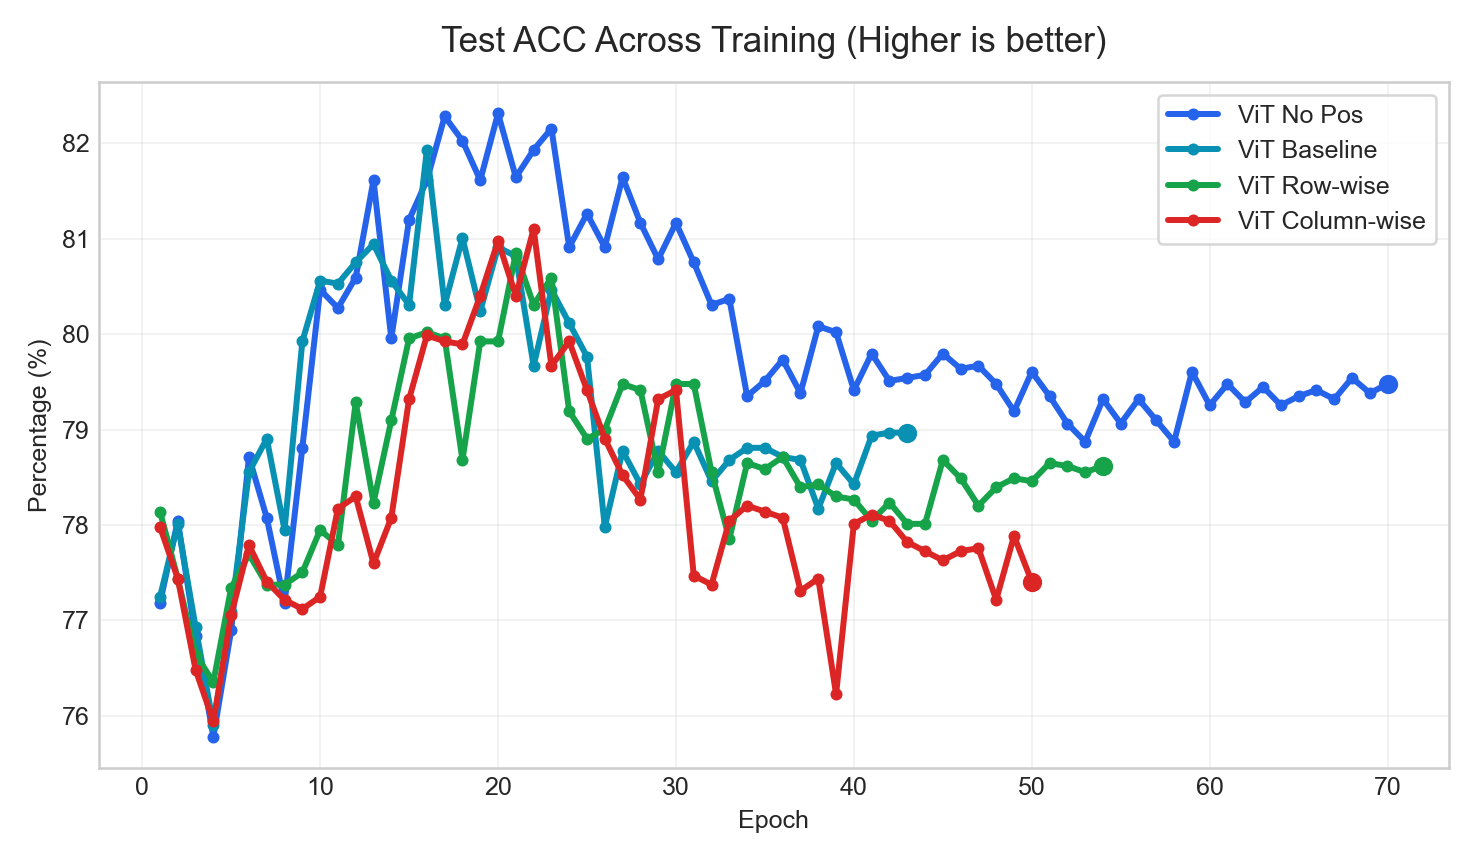 Test ACC Across Training (Higher is better)
ViT No Pos
ViT Baseline
ViT Row-wise
ViT Column-wise
Percentage (%)
82
81
80
79
78
77
76
0 10 20 30 40 50 60 70
Epoch